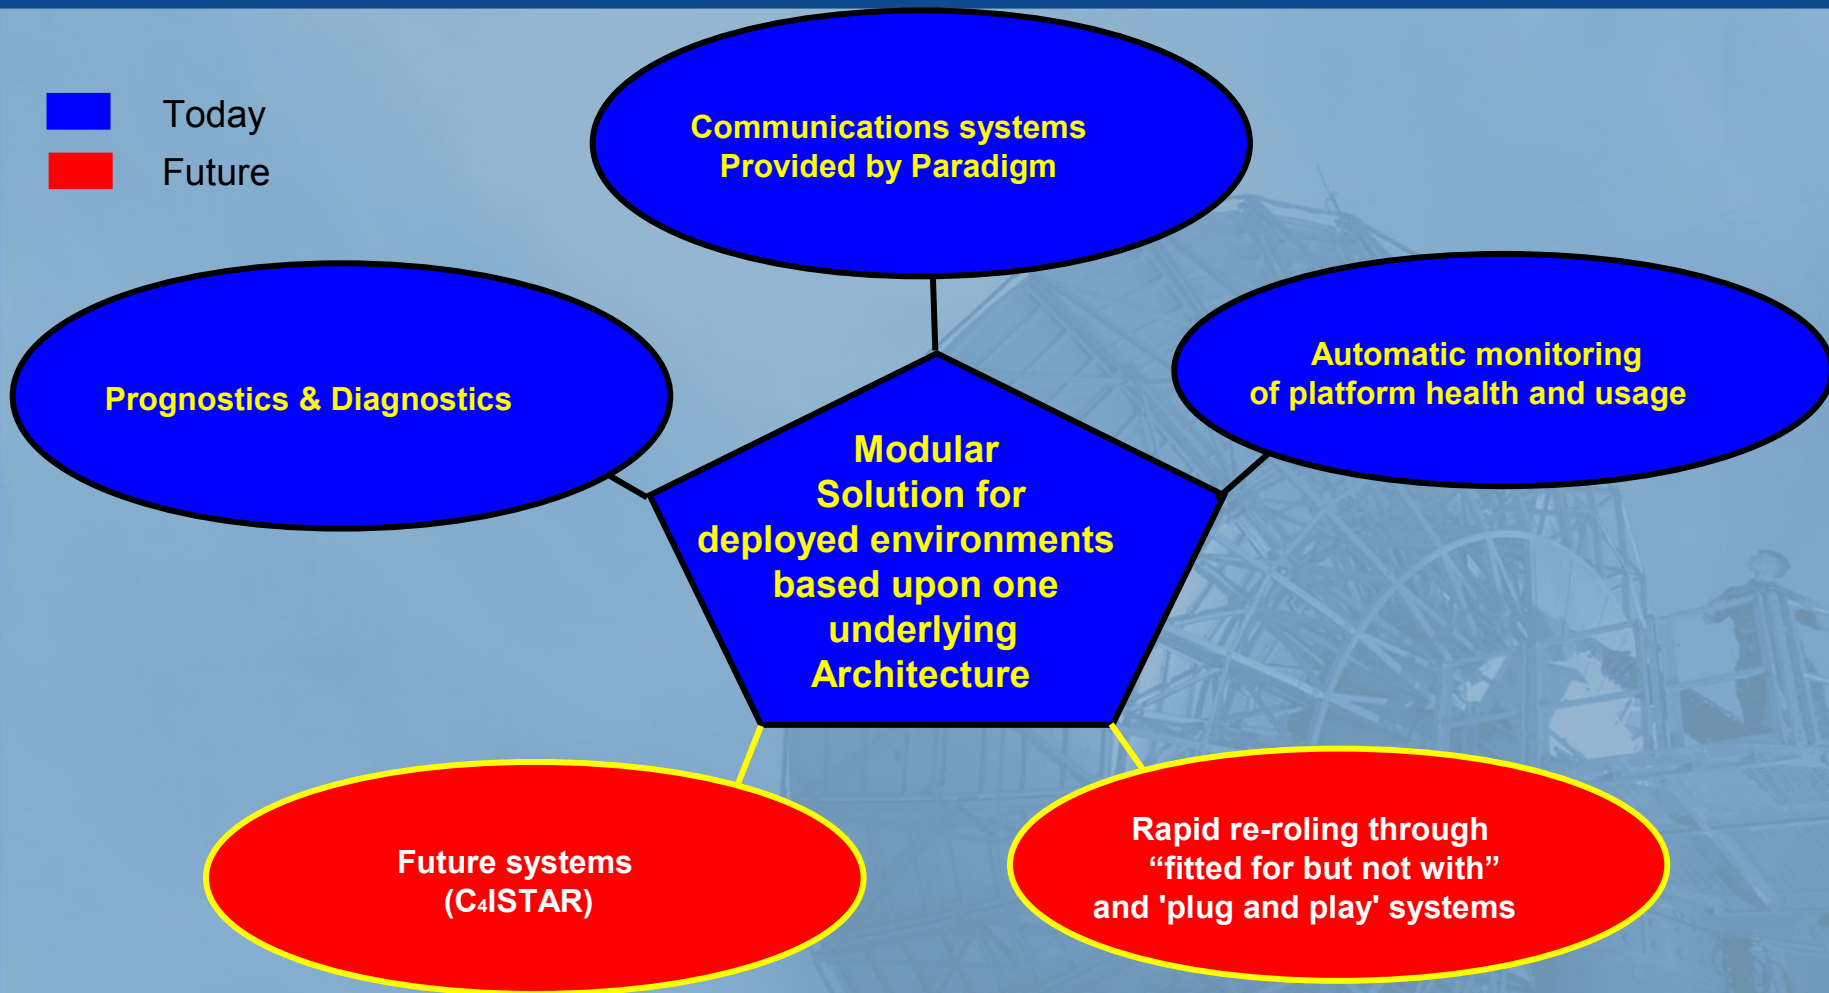 Today
Future
Communications systems
Provided by Paradigm
Prognostics & Diagnostics
Automatic monitoring
of platform health and usage
Modular
Solution for
deployed environments
based upon one
underlying
Architecture
Future systems
(C₄ISTAR)
Rapid re-roling through
“fitted for but not with”
and 'plug and play' systems